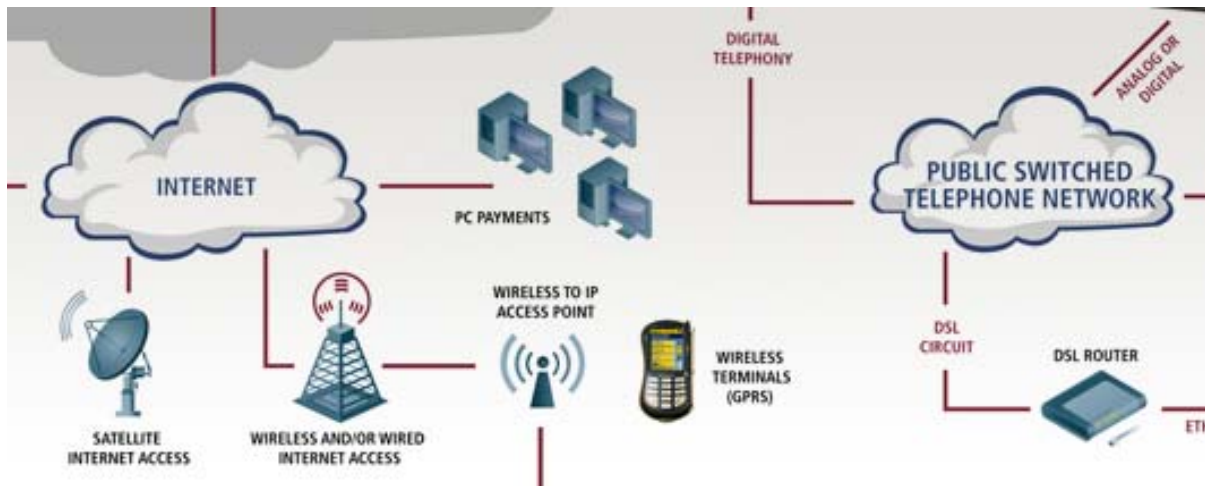 DIGITAL
TELEPHONY
ANALOG OR
DIGITAL
INTERNET
PC PAYMENTS
PUBLIC SWITCHED
TELEPHONE NETWORK
WIRELESS TO IP
ACCESS POINT
WIRELESS
TERMINALS
(GPRS)
DSL
CIRCUIT
DSL ROUTER
SATELLITE
INTERNET ACCESS
WIRELESS AND/OR WIRED
INTERNET ACCESS